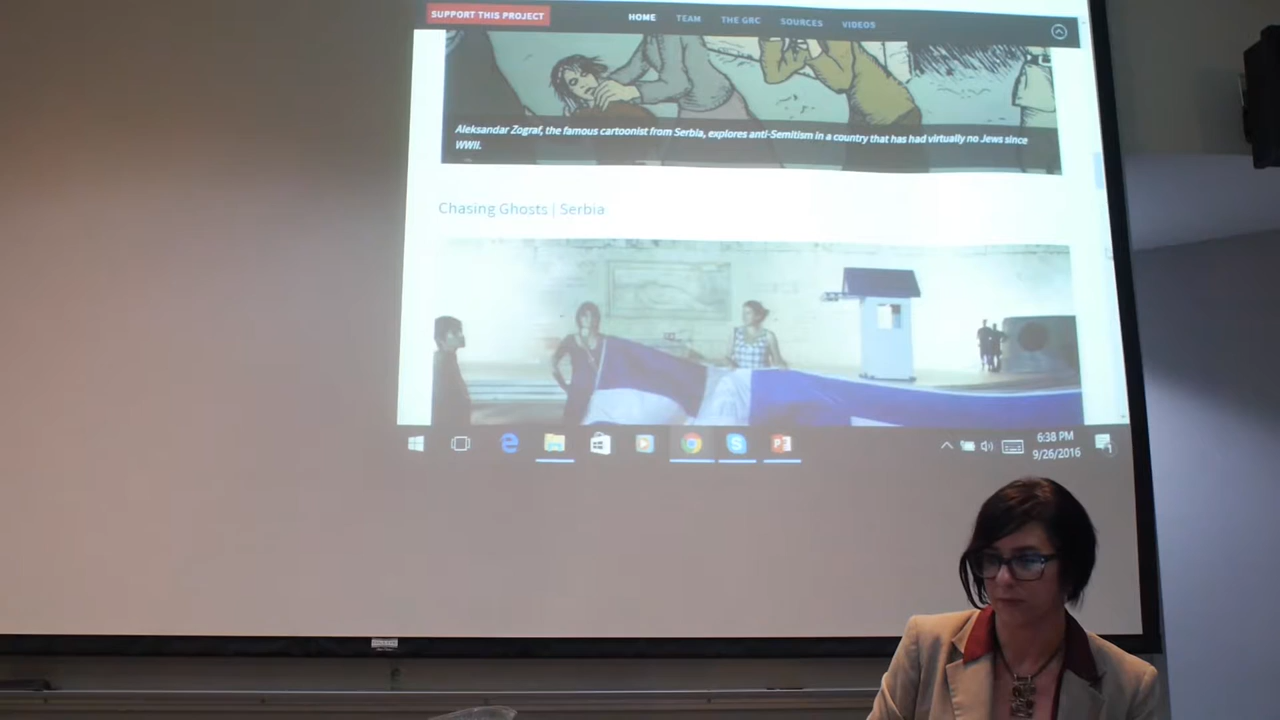 SUPPORT THIS PROJECT
HOME TEAM THE GRC SOURCES VIDEOS
Aleksandar Zograf, the famous cartoonist from Serbia, explores anti-Semitism in a country that has had virtually no Jews since
WWII.
Chasing Ghosts | Serbia
6:38 PM
9/26/2016